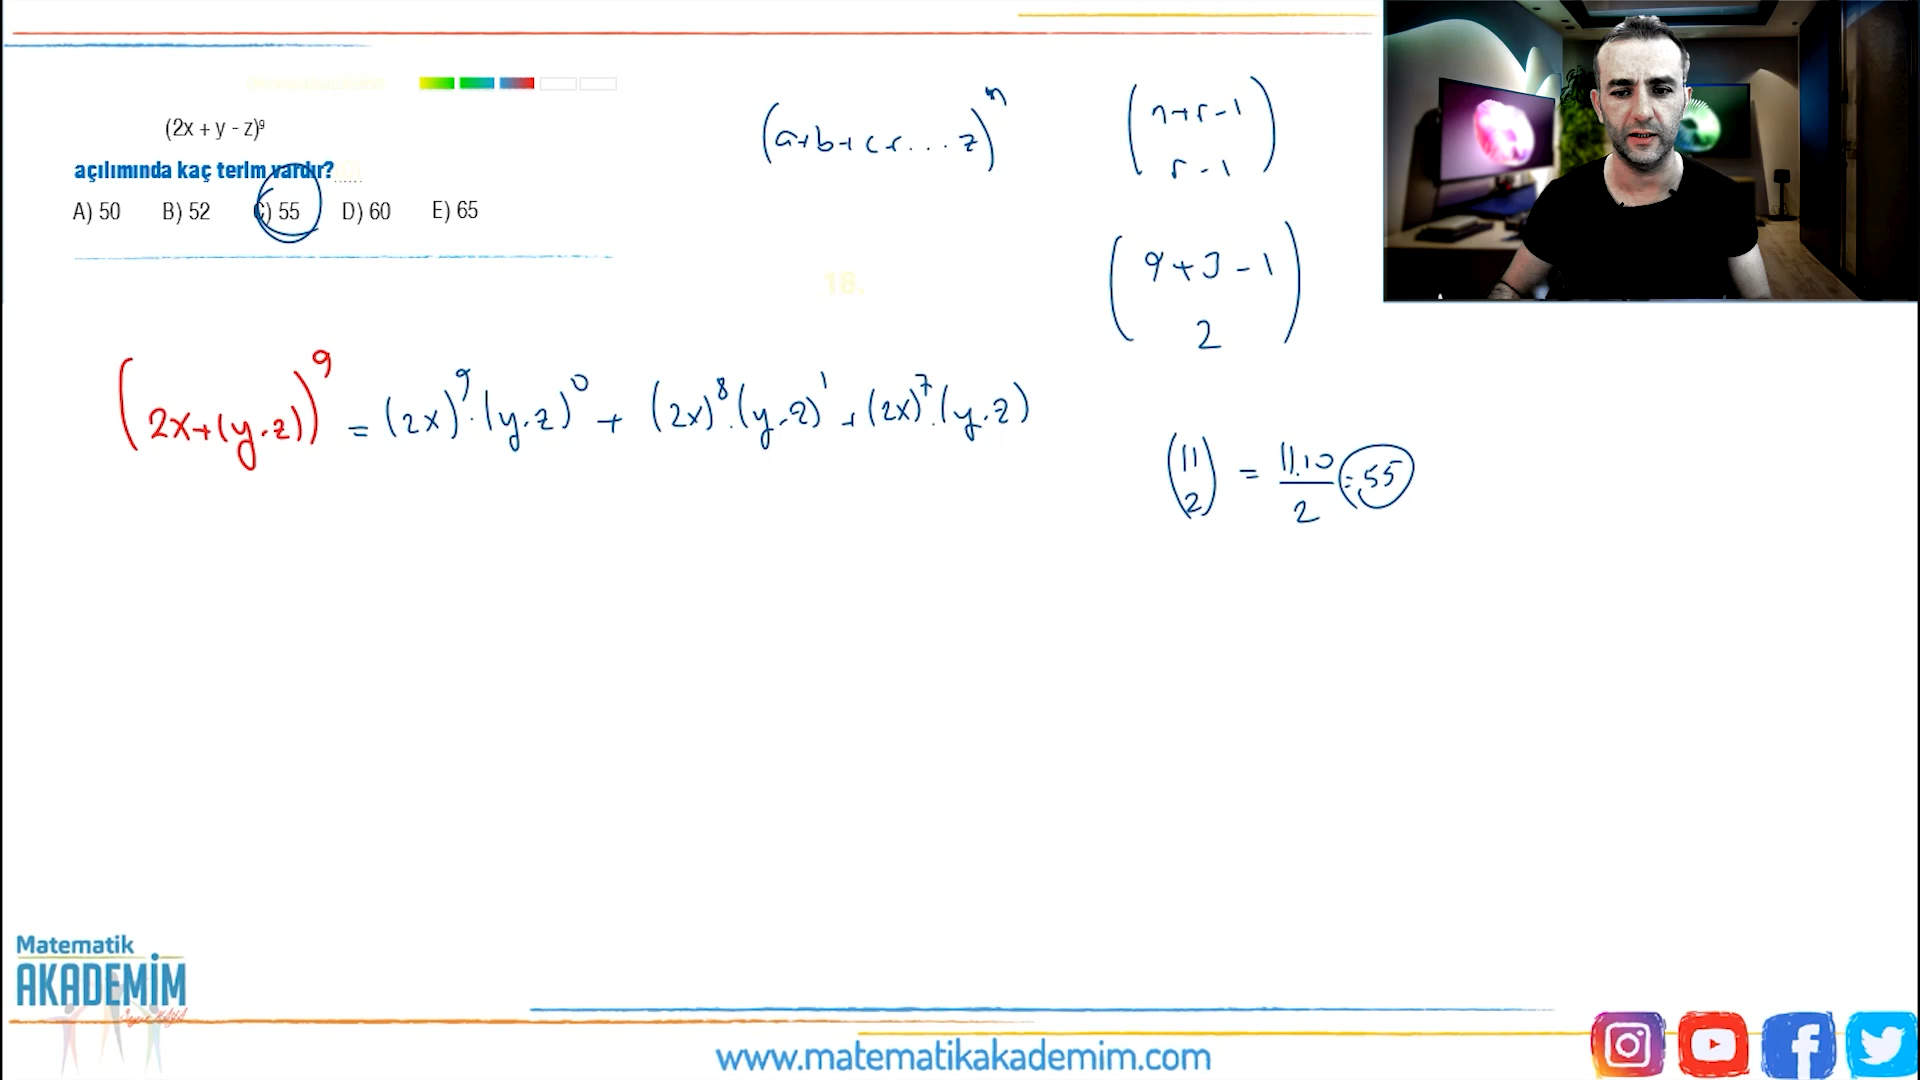 (2x + y - z)⁹
açılımında kaç terim vardır?
A) 50 B) 52 C) 55 D) 60 E) 65
(a+b+c+...z)ⁿ
(n+r-1
r-1)
(9+3-1
2)
18.
(2x+(y-z))⁹ = (2x)⁹.(y-z)⁰ + (2x)⁸.(y-z)¹ + (2x)⁷.(y-z)
(11
2) = 11.10/2 = 55
Matematik
AKADEMİM
www.matematikakademim.com